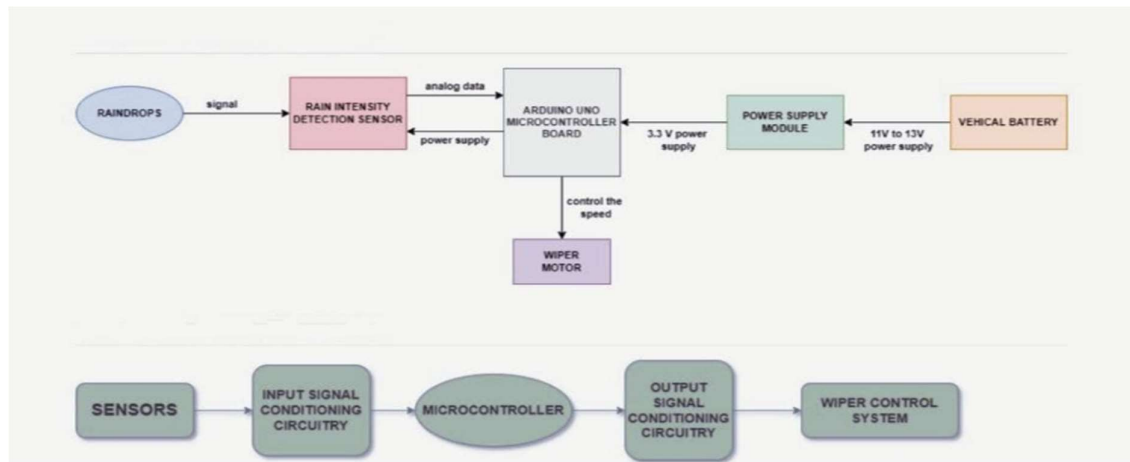 RAINDROPS
signal
RAIN INTENSITY
DETECTION SENSOR
analog data
power supply
ARDUINO UNO
MICROCONTROLLER
BOARD
3.3 V power
supply
POWER SUPPLY
MODULE
11V to 13V
power supply
VEHICAL BATTERY
control the
speed
WIPER
MOTOR
SENSORS
INPUT SIGNAL
CONDITIONING
CIRCUITRY
MICROCONTROLLER
OUTPUT
SIGNAL
CONDITIONING
CIRCUITRY
WIPER CONTROL
SYSTEM